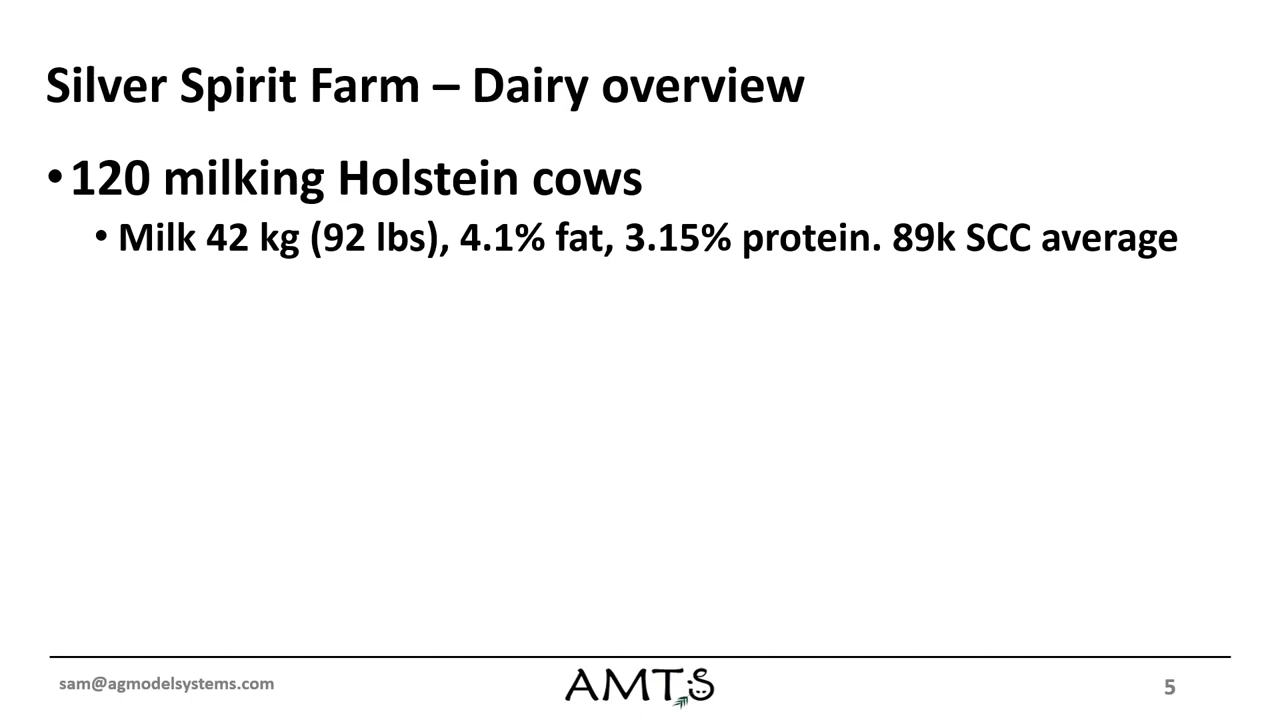 Silver Spirit Farm – Dairy overview
•120 milking Holstein cows
• Milk 42 kg (92 lbs), 4.1% fat, 3.15% protein. 89k SCC average
sam@agmodelsystems.com
AMTS
5